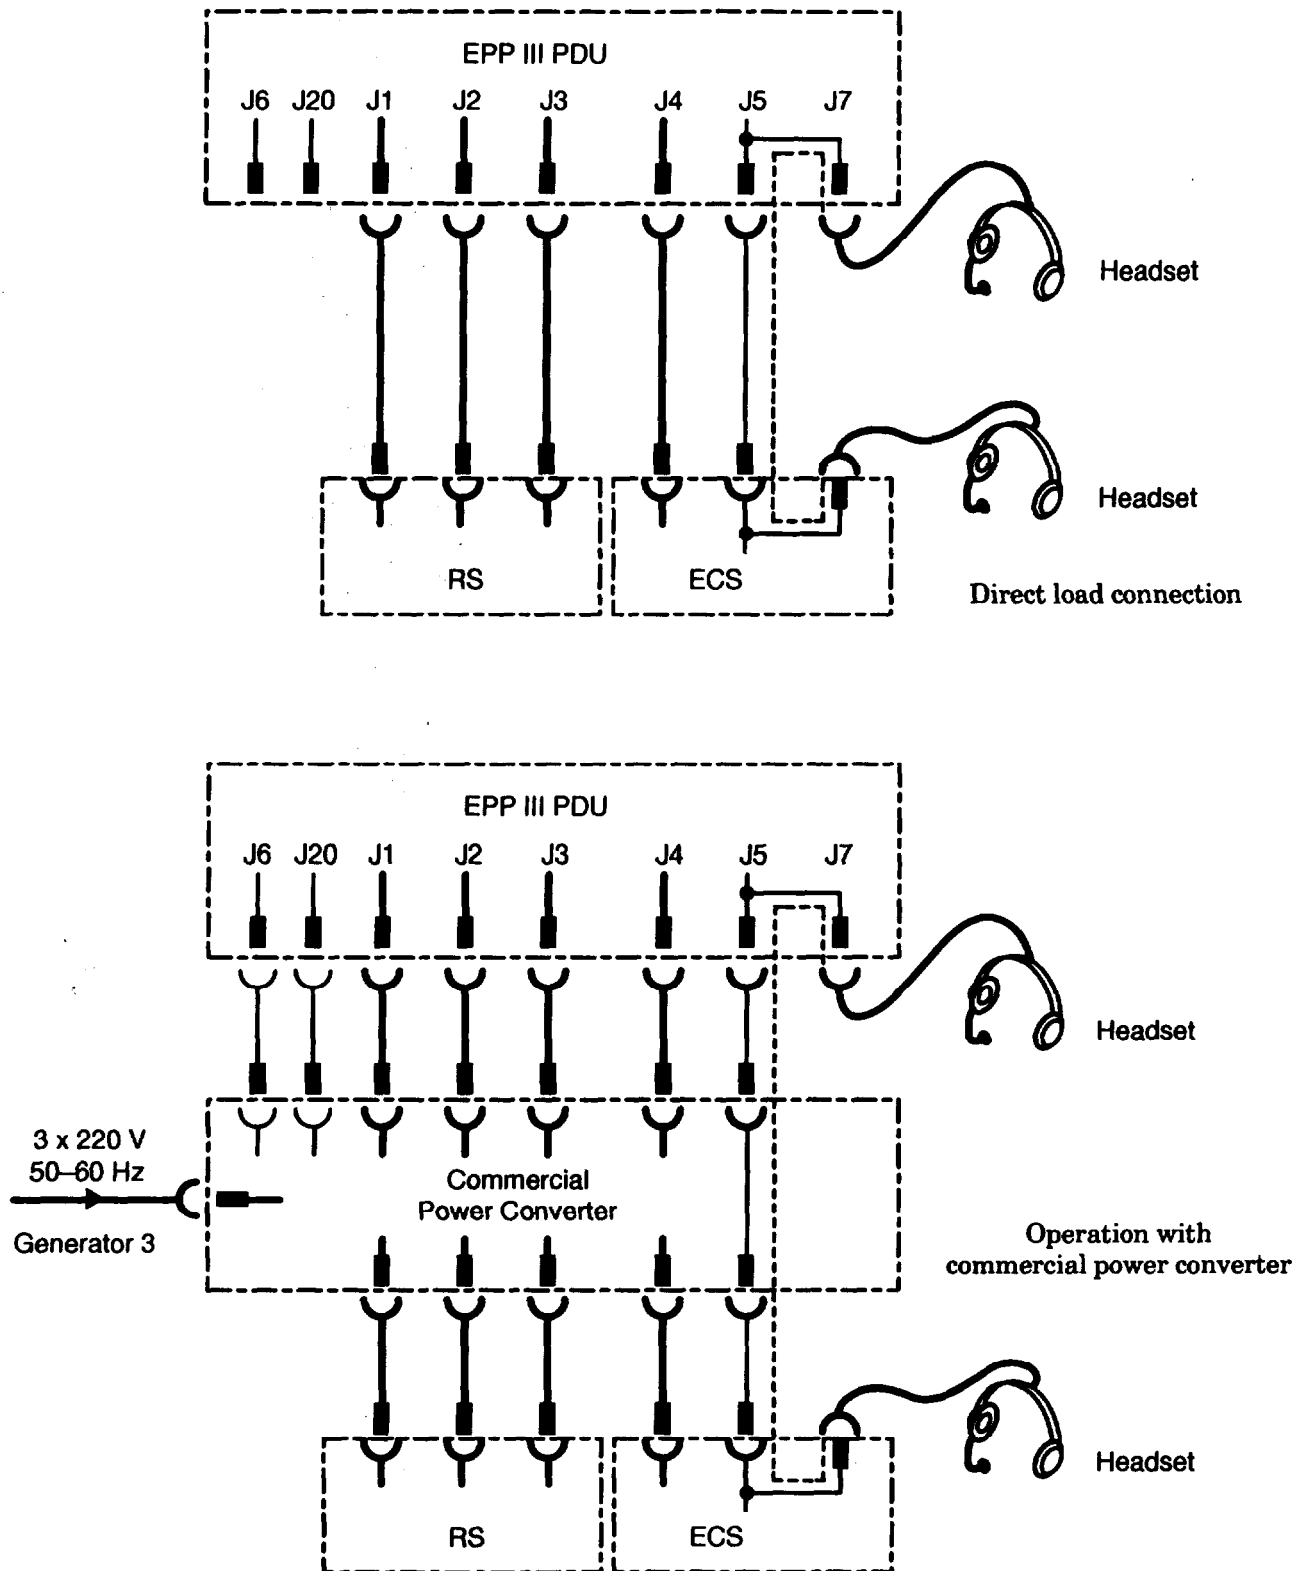 EPP III PDU
J6 J20 J1 J2 J3 J4 J5 J7
Headset
Headset
RS ECS
Direct load connection
EPP III PDU
J6 J20 J1 J2 J3 J4 J5 J7
Headset
3 x 220 V
50–60 Hz
Generator 3
Commercial
Power Converter
Operation with
commercial power converter
Headset
RS ECS